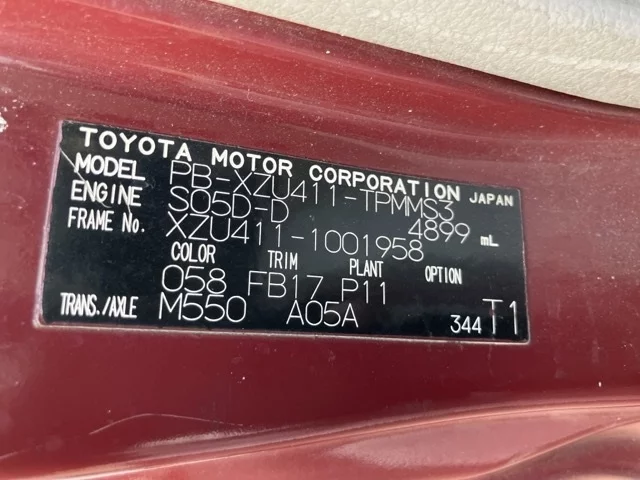 TOYOTA MOTOR CORPORATION JAPAN
MODEL PB-XZU411-TPMMS3
ENGINE S05D-D 4899 mL
FRAME No. XZU411-1001958
COLOR TRIM PLANT OPTION
058 FB17 P11
TRANS./AXLE M550 A05A 344 T1